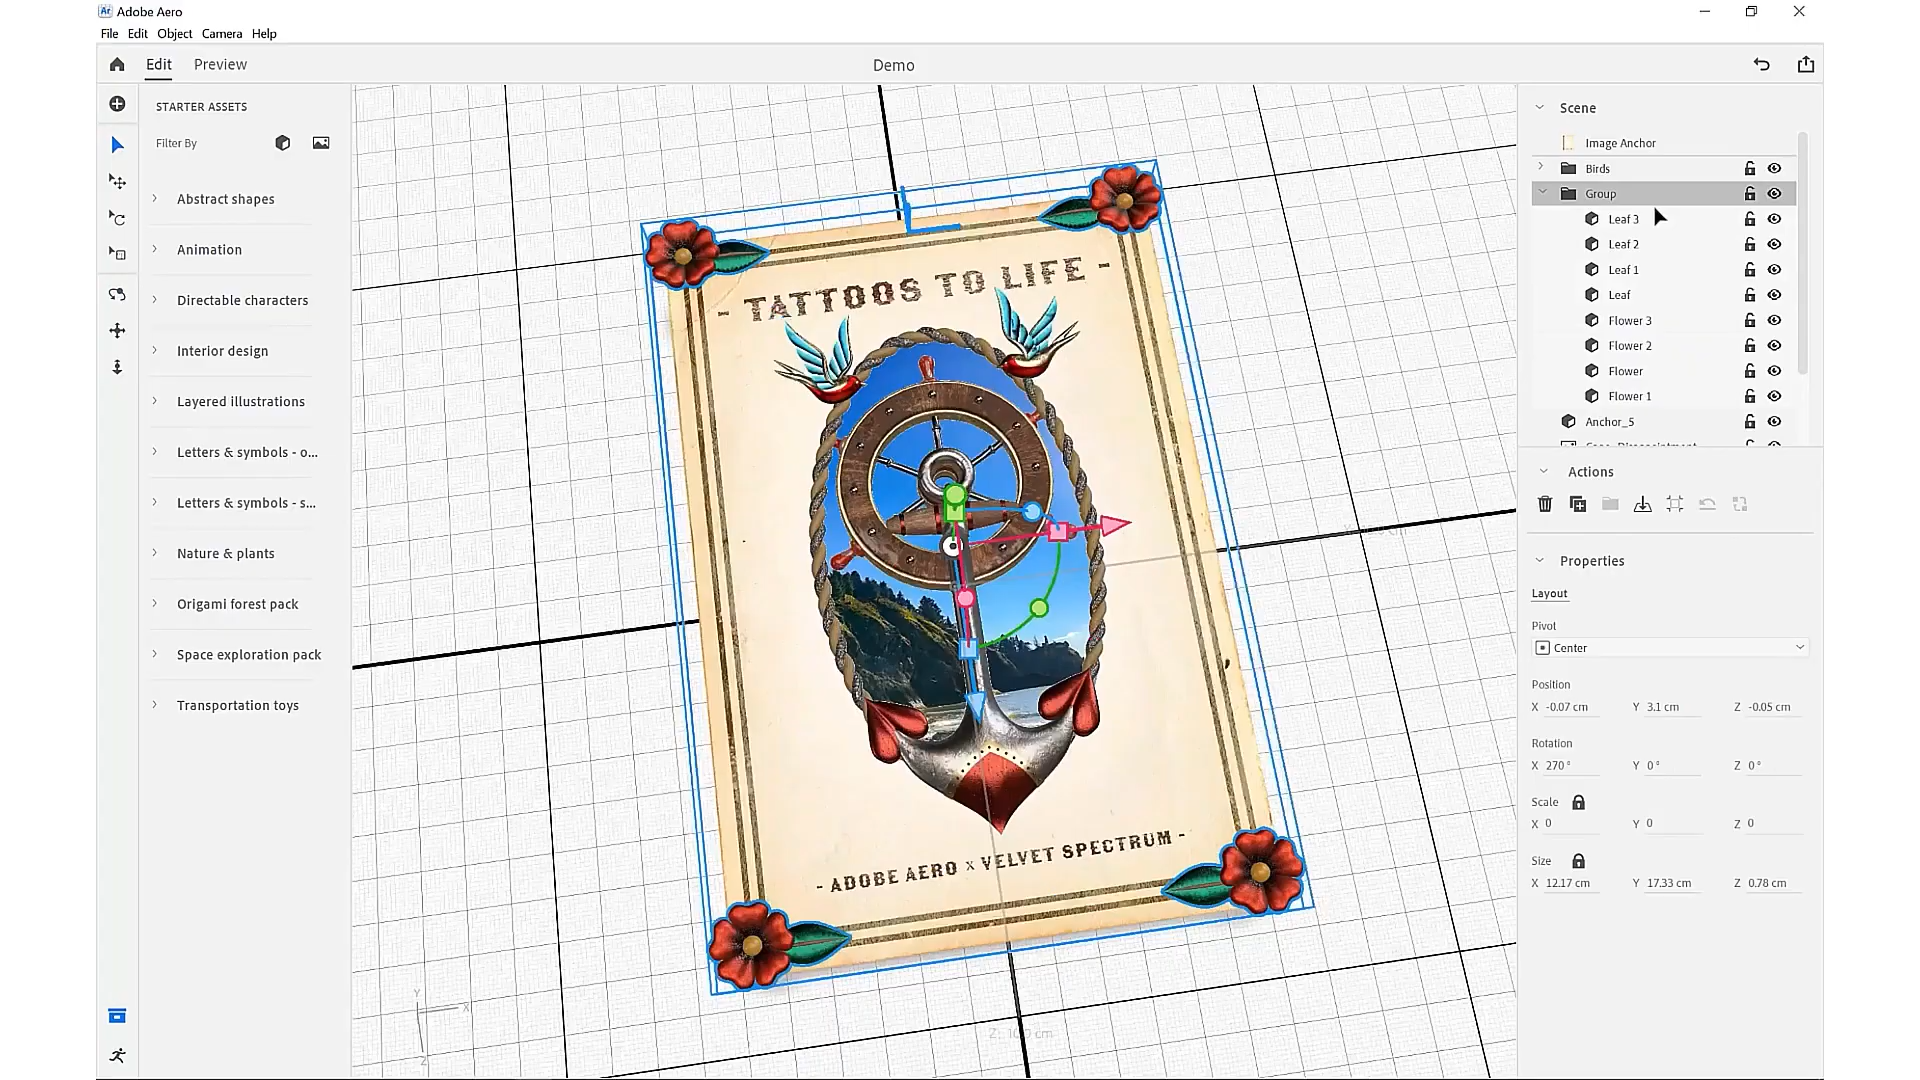 Ar Adobe Aero
File Edit Object Camera Help
Edit Preview
Demo
STARTER ASSETS
Filter By
Abstract shapes
Animation
Directable characters
Interior design
Layered illustrations
Letters & symbols - o...
Letters & symbols - s...
Nature & plants
Origami forest pack
Space exploration pack
Transportation toys
- TATTOOS TO LIFE -
- ADOBE AERO x VELVET SPECTRUM -
Y
X
Z
Scene
Image Anchor
Birds
Group
Leaf 3
Leaf 2
Leaf 1
Leaf
Flower 3
Flower 2
Flower
Flower 1
Anchor_5
Actions
Properties
Layout
Pivot
Center
Position
X -0.07 cm Y 3.1 cm Z -0.05 cm
Rotation
X 270° Y 0° Z 0°
Scale
X 0 Y 0 Z 0
Size
X 12.17 cm Y 17.33 cm Z 0.78 cm